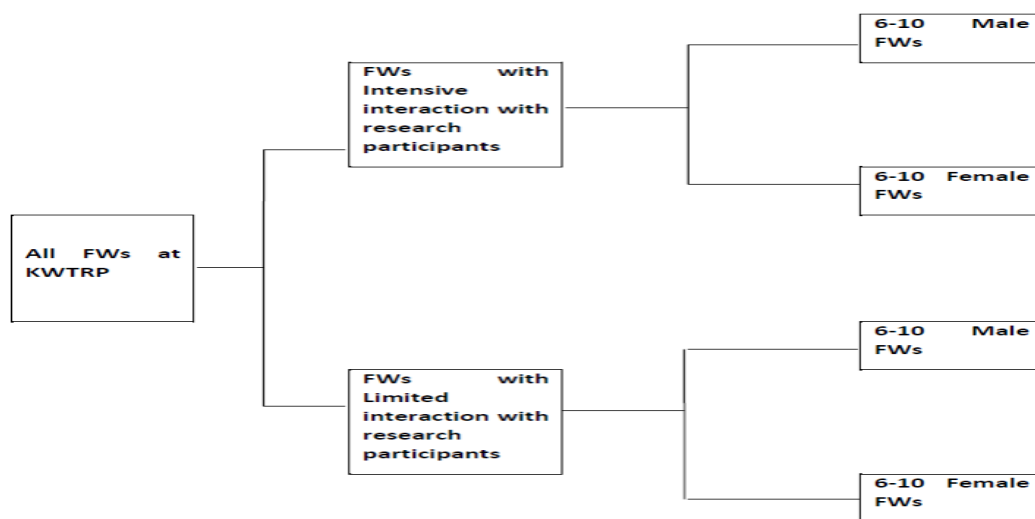 6-10 Male
FWs
FWs with
Intensive
interaction with
research
participants
6-10 Female
FWs
All FWs at
KWTRP
6-10 Male
FWs
FWs with
Limited
interaction with
research
participants
6-10 Female
FWs